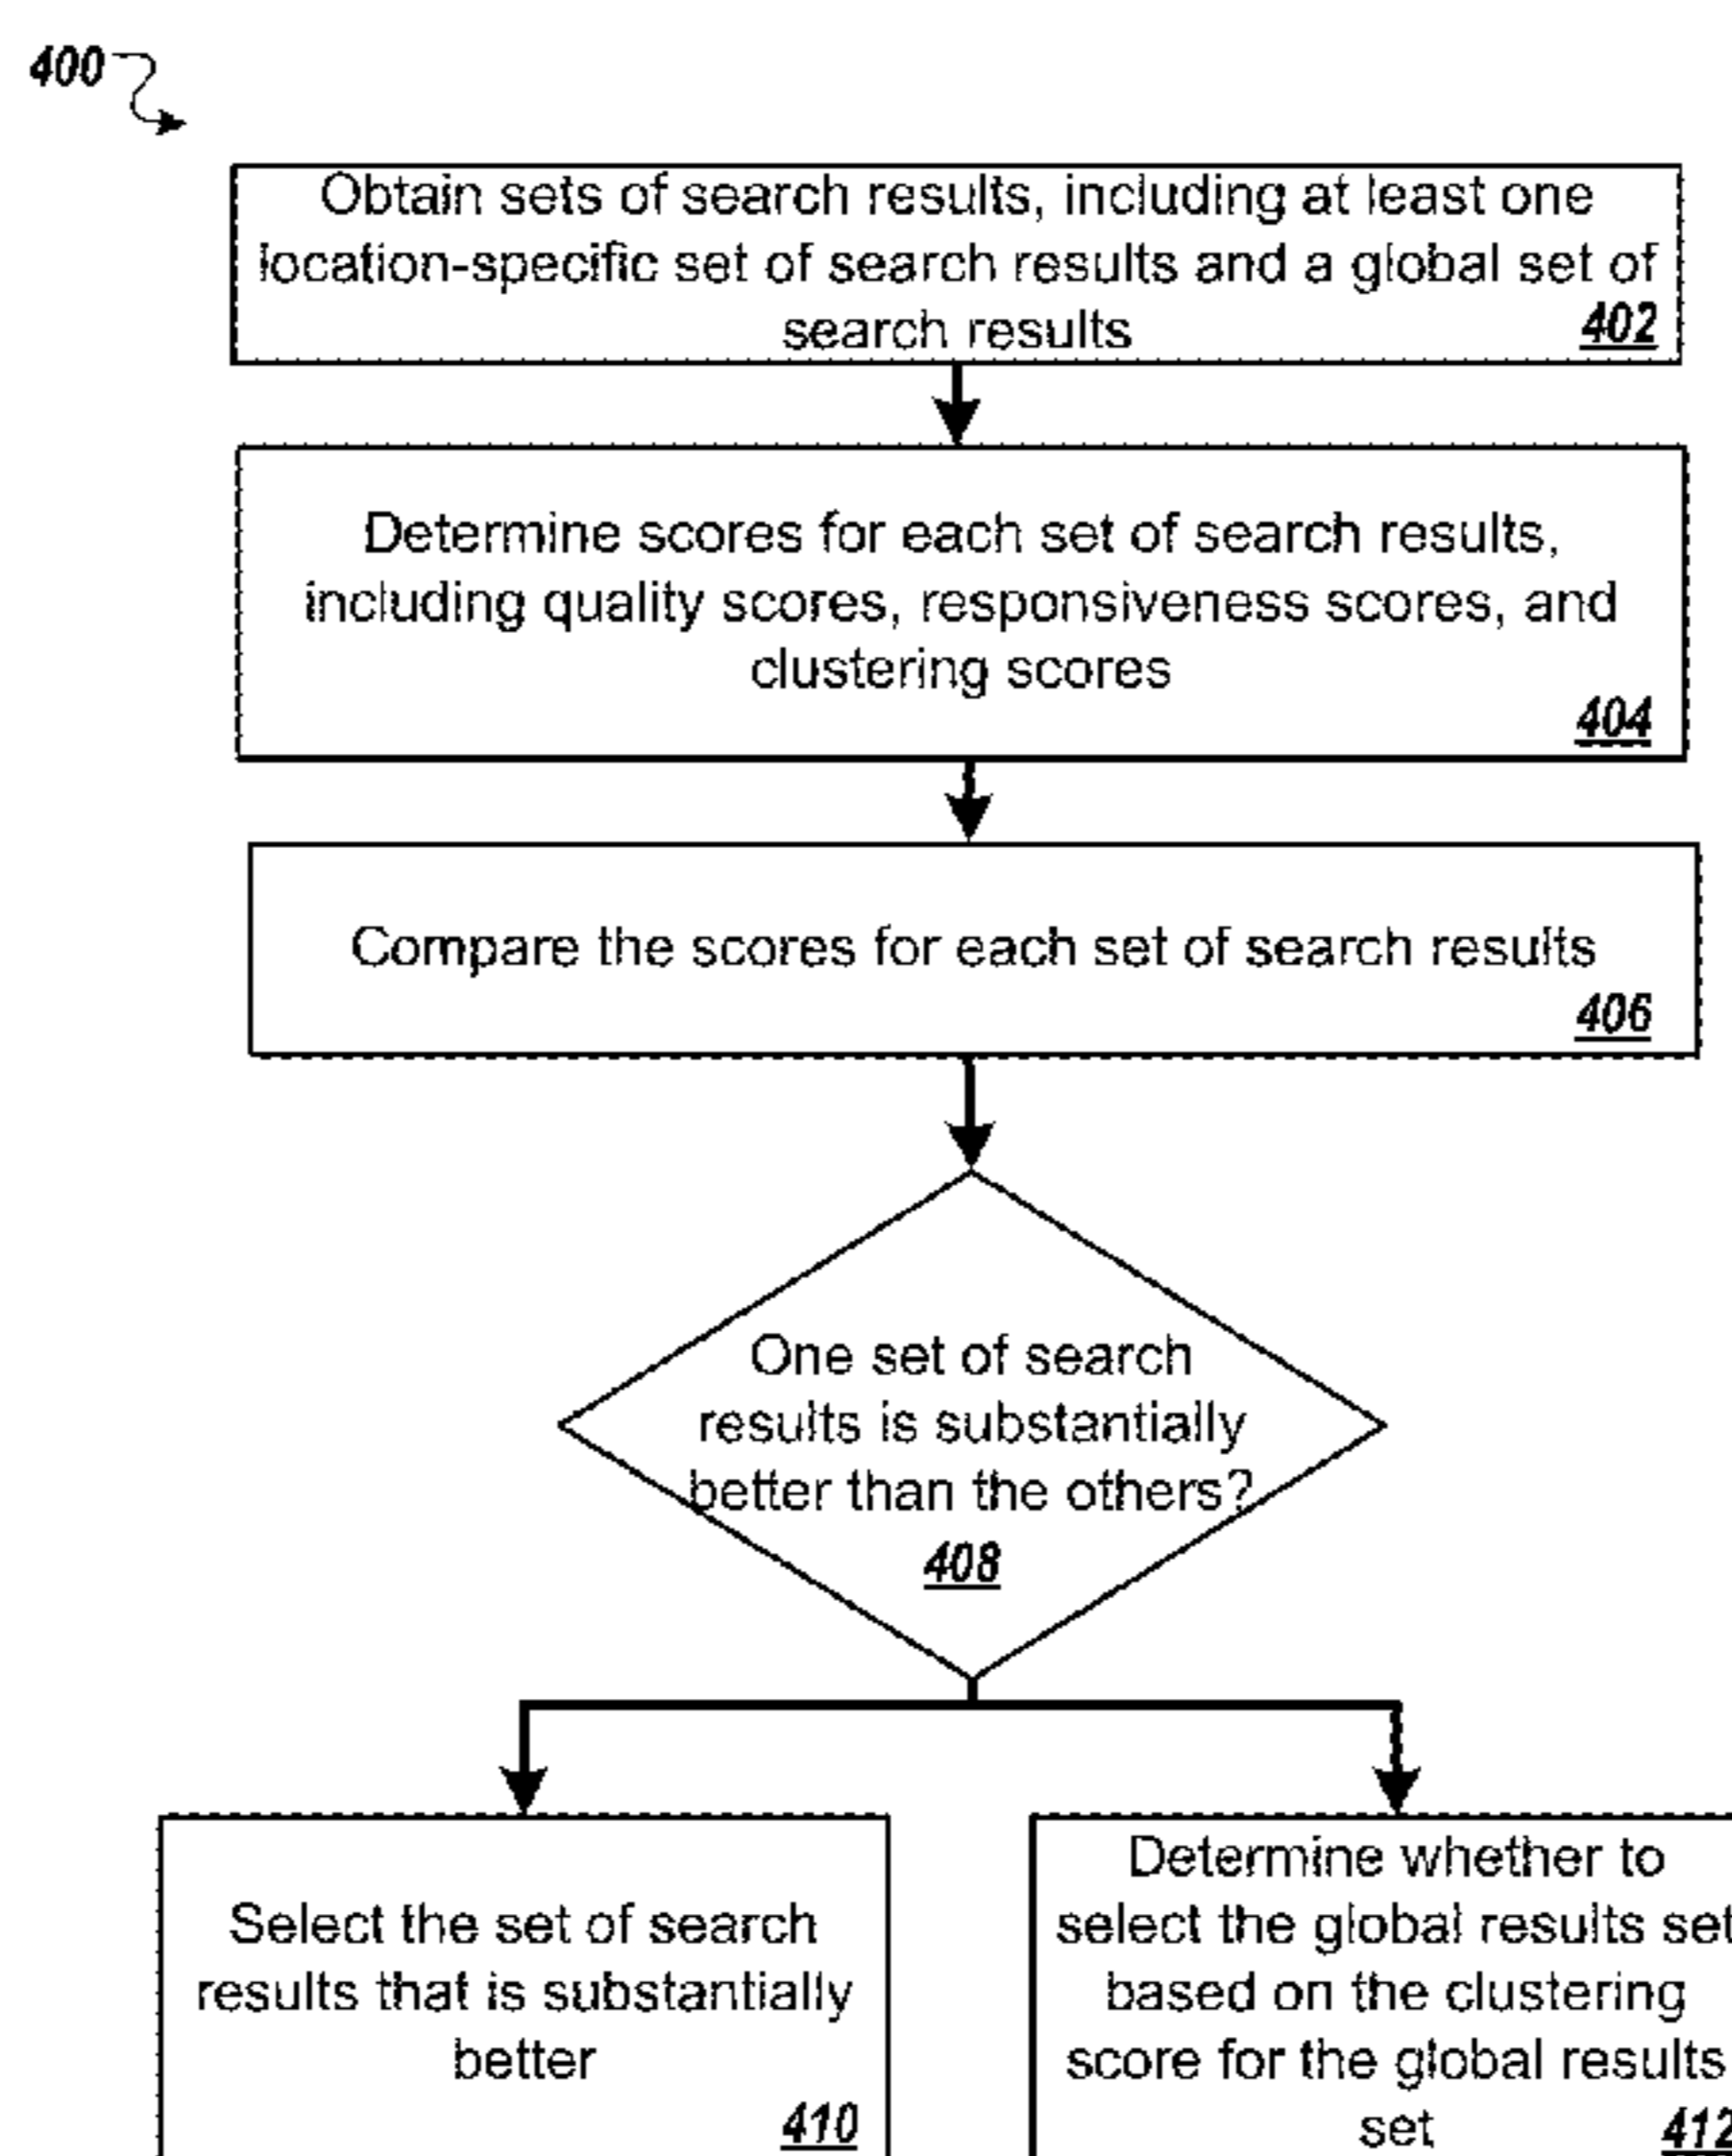 400
Obtain sets of search results, including at least one
location-specific set of search results and a global set of
search results
402
Determine scores for each set of search results,
including quality scores, responsiveness scores, and
clustering scores
404
Compare the scores for each set of search results
406
One set of search
results is substantially
better than the others?
408
Select the set of search
results that is substantially
better
410
Determine whether to
select the global results set
based on the clustering
score for the global results
set
412